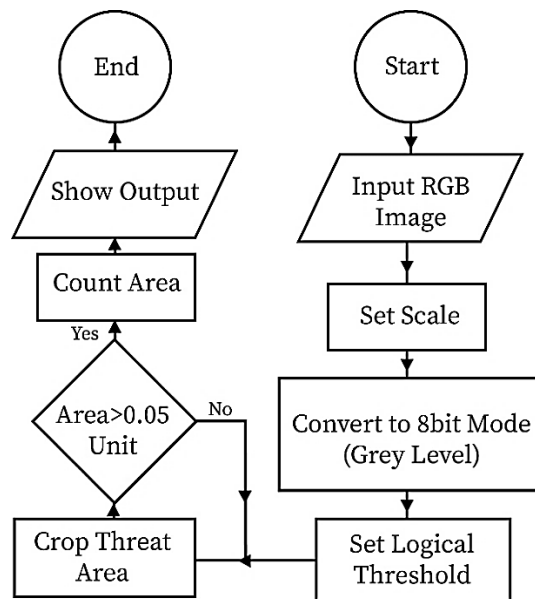 Start
Input RGB
Image
Set Scale
Convert to 8bit Mode
(Grey Level)
Set Logical
Threshold
Crop Threat
Area
Area>0.05
Unit
No
Yes
Count Area
Show Output
End